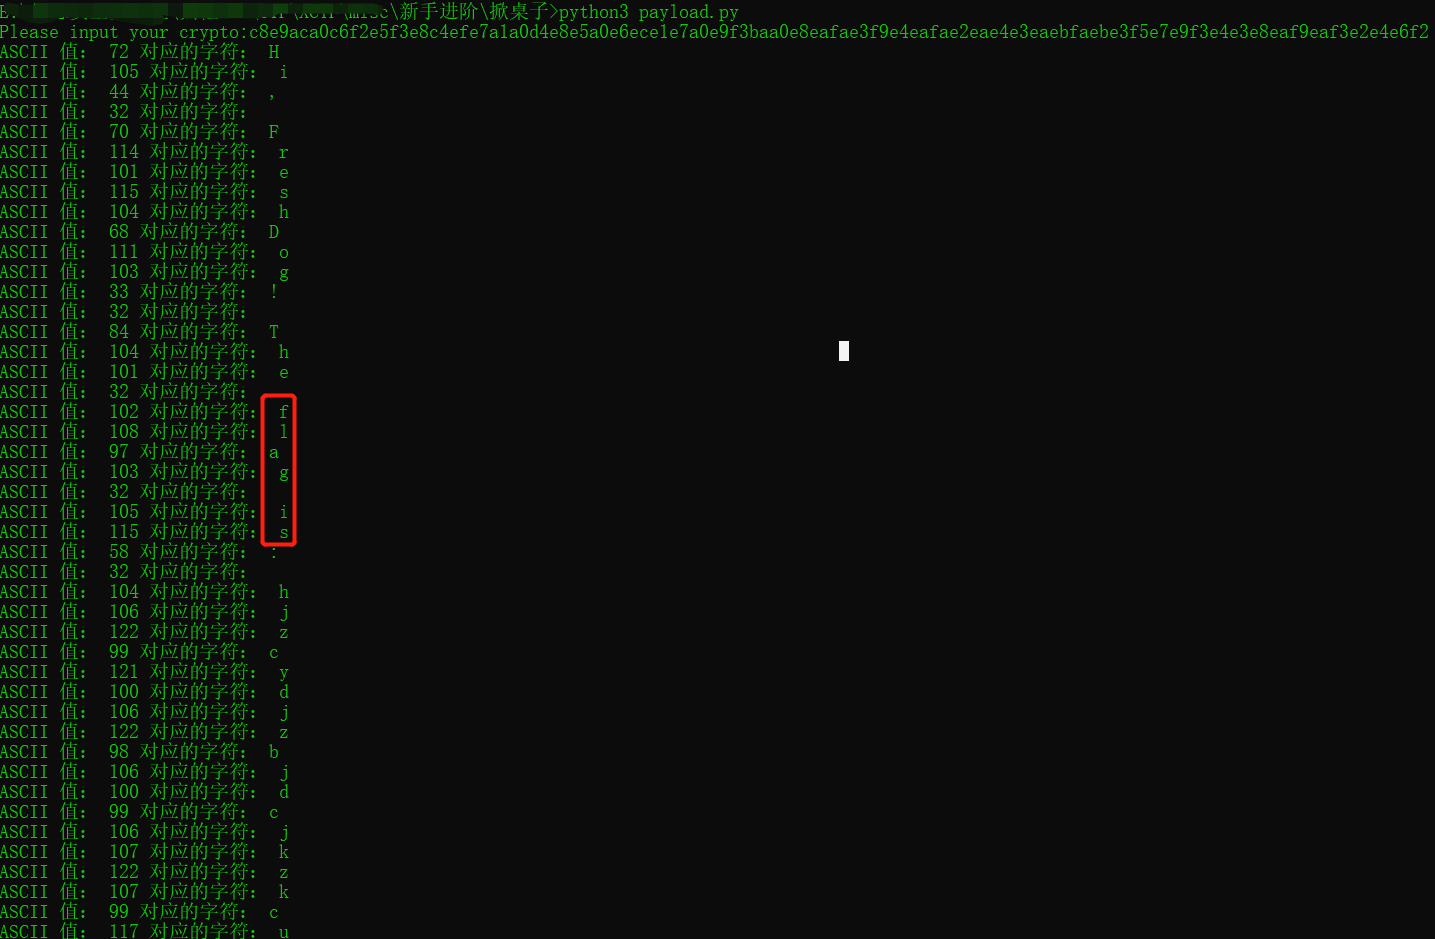 \misc\新手进阶\掀桌子>python3 payload.py
Please input your crypto:c8e9aca0c6f2e5f3e8c4efe7a1a0d4e8e5a0e6ece1e7a0e9f3baa0e8eafae3f9e4eafae2eae4e3eaebfaebe3f5e7e9f3e4e3e8eaf9eaf3e2e4e6f2
ASCII 值： 72 对应的字符： H
ASCII 值： 105 对应的字符： i
ASCII 值： 44 对应的字符： ,
ASCII 值： 32 对应的字符：
ASCII 值： 70 对应的字符： F
ASCII 值： 114 对应的字符： r
ASCII 值： 101 对应的字符： e
ASCII 值： 115 对应的字符： s
ASCII 值： 104 对应的字符： h
ASCII 值： 68 对应的字符： D
ASCII 值： 111 对应的字符： o
ASCII 值： 103 对应的字符： g
ASCII 值： 33 对应的字符： !
ASCII 值： 32 对应的字符：
ASCII 值： 84 对应的字符： T
ASCII 值： 104 对应的字符： h
ASCII 值： 101 对应的字符： e
ASCII 值： 32 对应的字符：
ASCII 值： 102 对应的字符： f
ASCII 值： 108 对应的字符： l
ASCII 值： 97 对应的字符： a
ASCII 值： 103 对应的字符： g
ASCII 值： 32 对应的字符：
ASCII 值： 105 对应的字符： i
ASCII 值： 115 对应的字符： s
ASCII 值： 58 对应的字符： :
ASCII 值： 32 对应的字符：
ASCII 值： 104 对应的字符： h
ASCII 值： 106 对应的字符： j
ASCII 值： 122 对应的字符： z
ASCII 值： 99 对应的字符： c
ASCII 值： 121 对应的字符： y
ASCII 值： 100 对应的字符： d
ASCII 值： 106 对应的字符： j
ASCII 值： 122 对应的字符： z
ASCII 值： 98 对应的字符： b
ASCII 值： 106 对应的字符： j
ASCII 值： 100 对应的字符： d
ASCII 值： 99 对应的字符： c
ASCII 值： 106 对应的字符： j
ASCII 值： 107 对应的字符： k
ASCII 值： 122 对应的字符： z
ASCII 值： 107 对应的字符： k
ASCII 值： 99 对应的字符： c
ASCII 值： 117 对应的字符： u